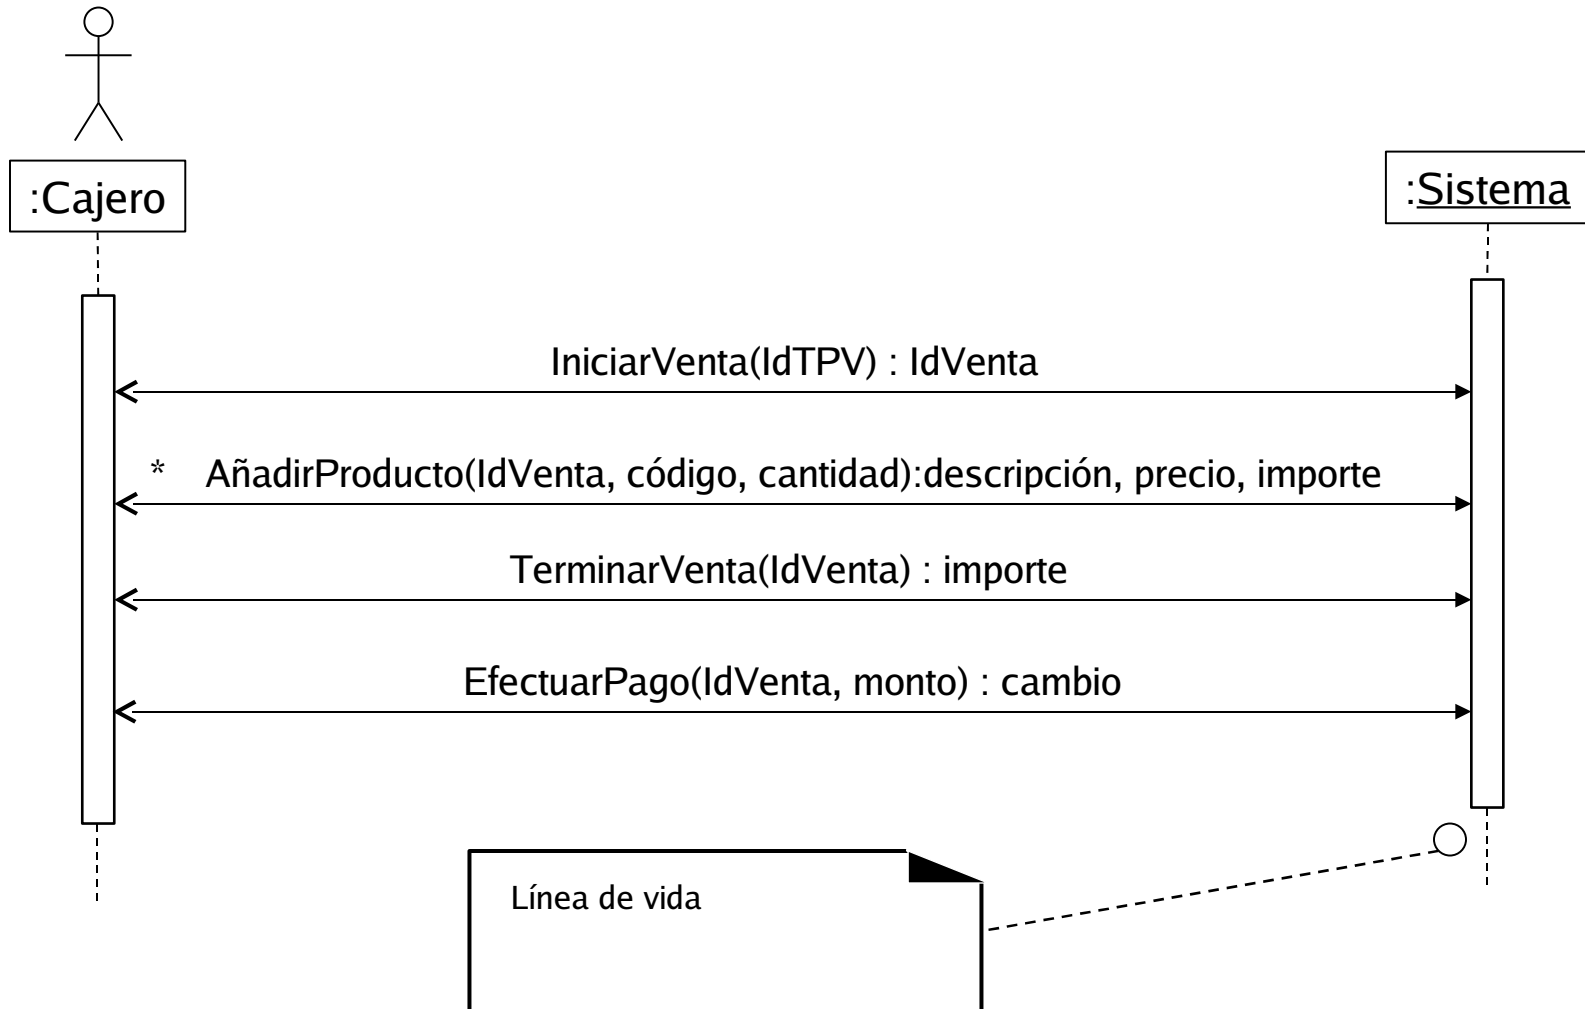 :Cajero
:Sistema
IniciarVenta(IdTPV) : IdVenta
* AñadirProducto(IdVenta, código, cantidad):descripción, precio, importe
TerminarVenta(IdVenta) : importe
EfectuarPago(IdVenta, monto) : cambio
Línea de vida